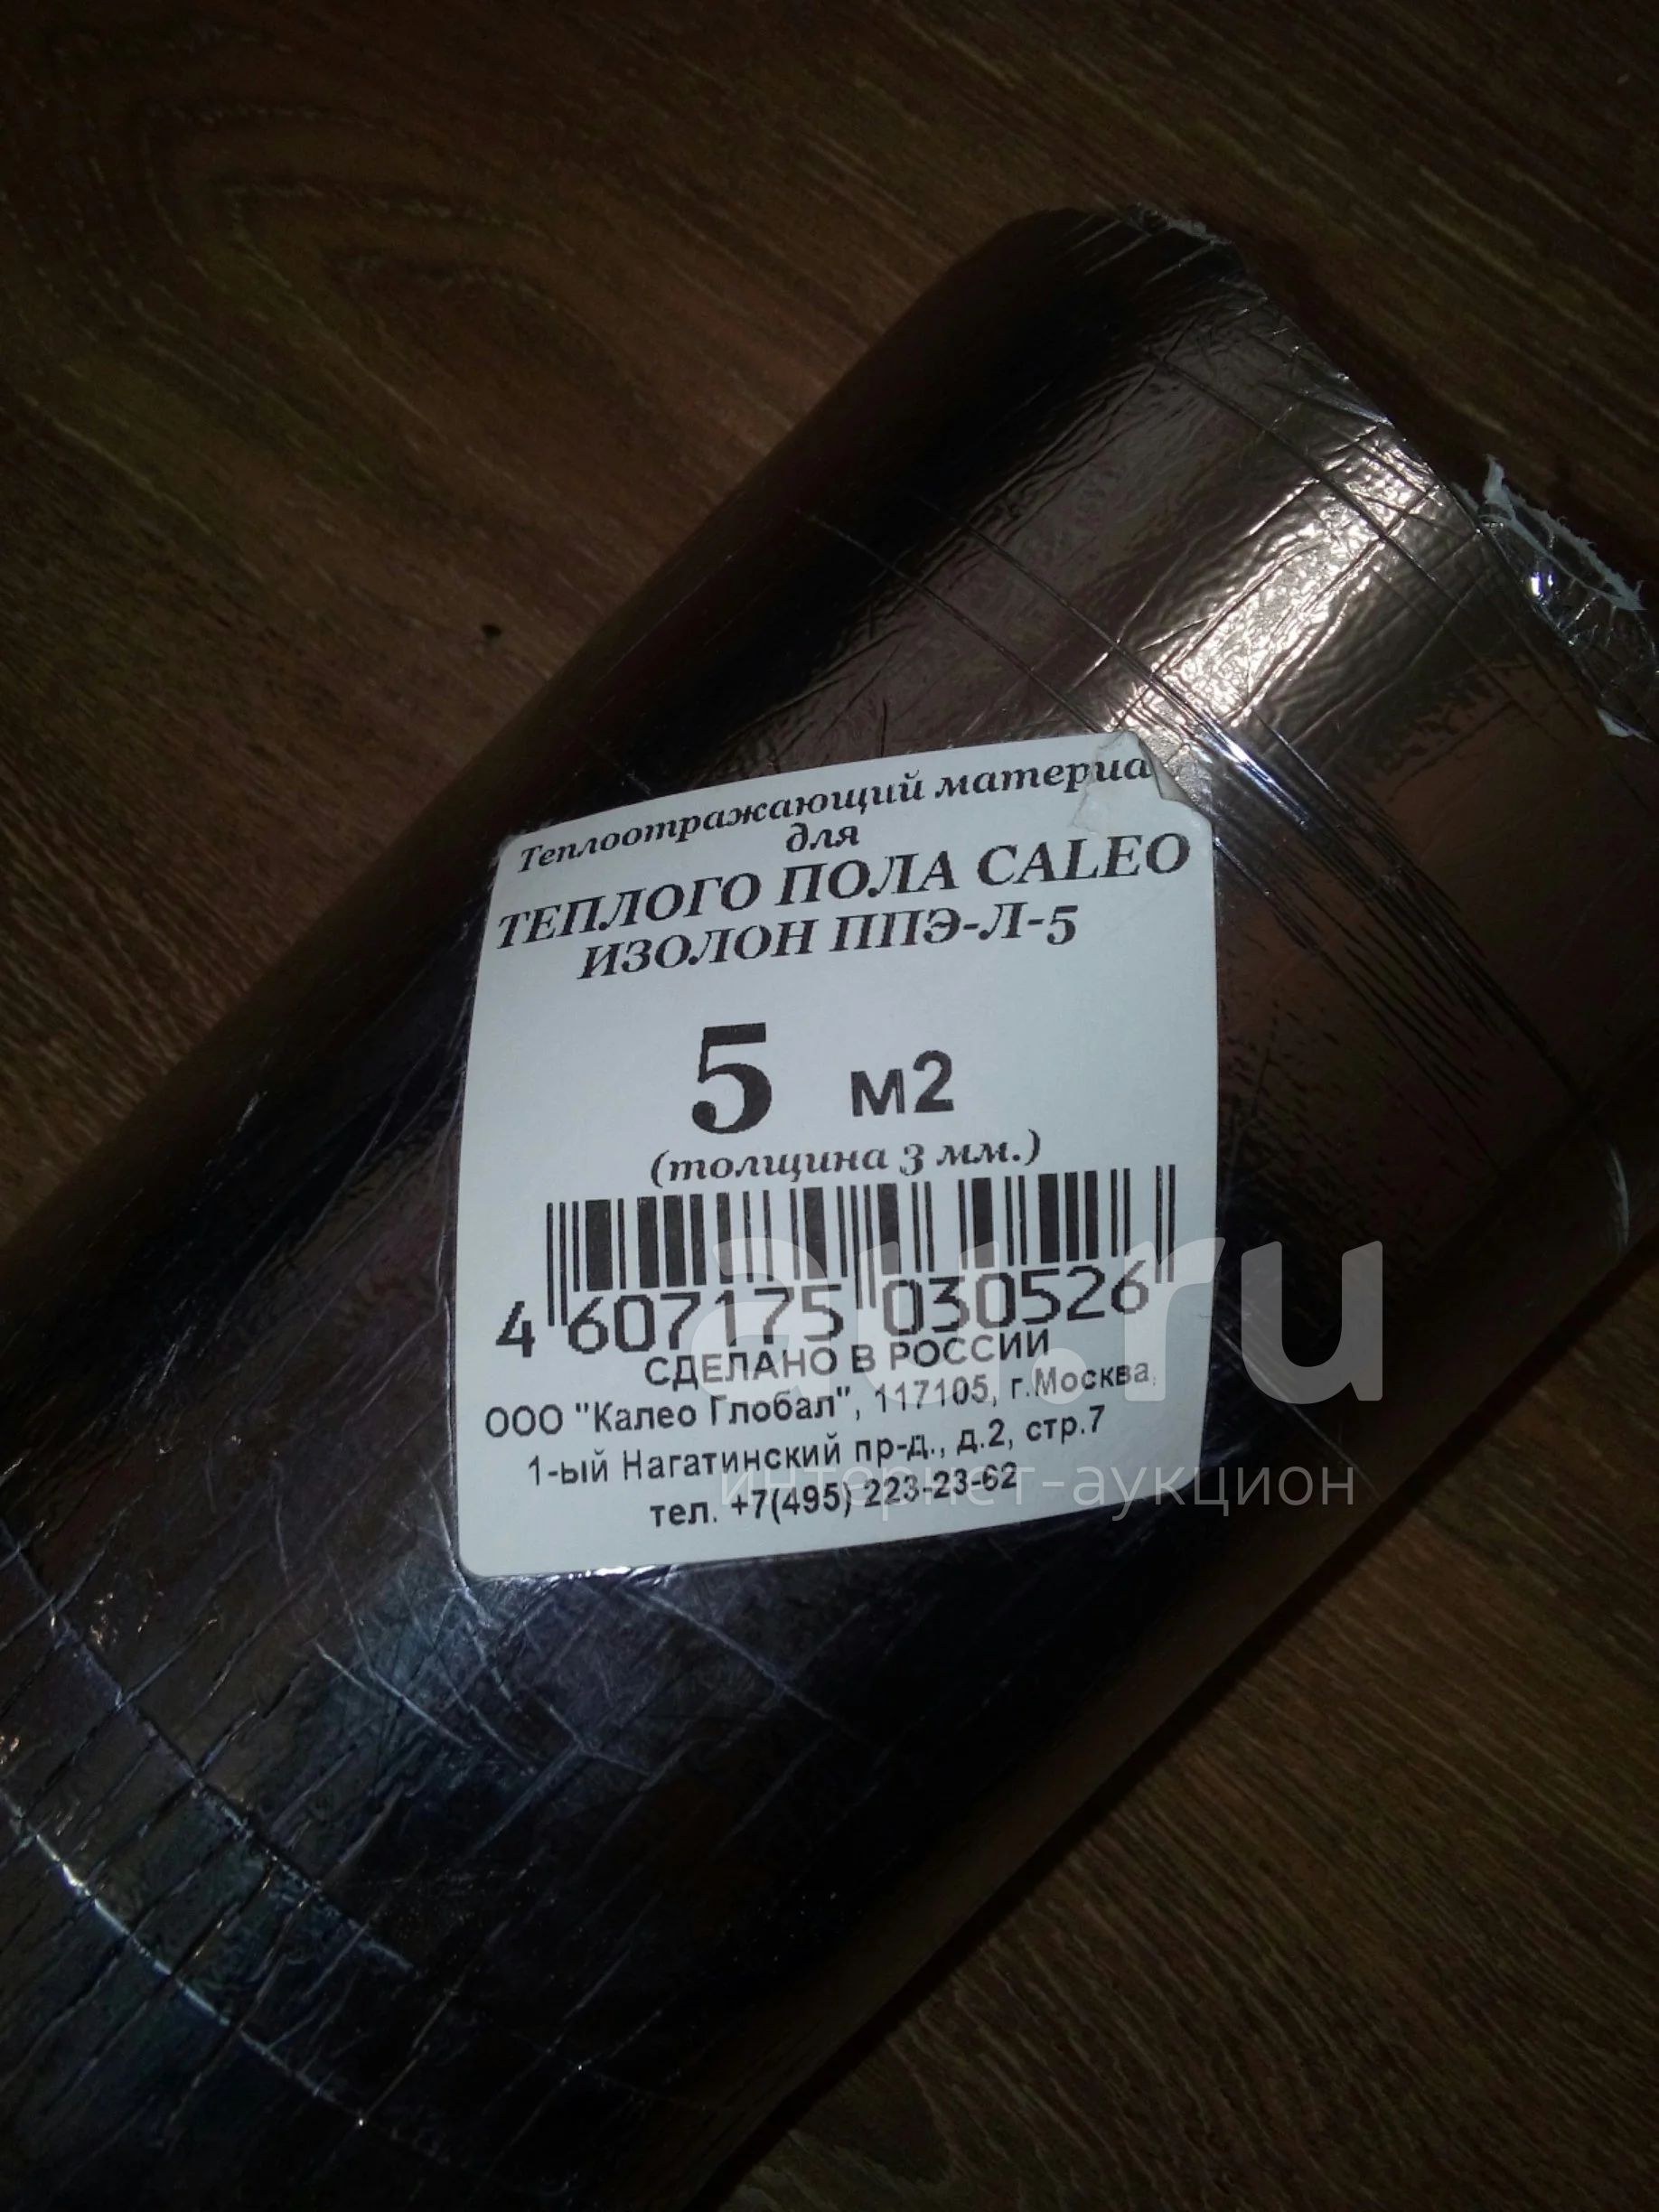 Теплоотражающий материа
для
ТЕПЛОГО ПОЛА CALEO
ИЗОЛОН ППЭ-Л-5
5 м2
(толщина 3 мм.)
4 607175 030526
СДЕЛАНО В РОССИИ
ООО "Калео Глобал", 117105, г.Москва,
1-ый Нагатинский пр-д., д.2, стр.7
тел. +7(495) 223-23-62
au.ru
интернет-аукцион